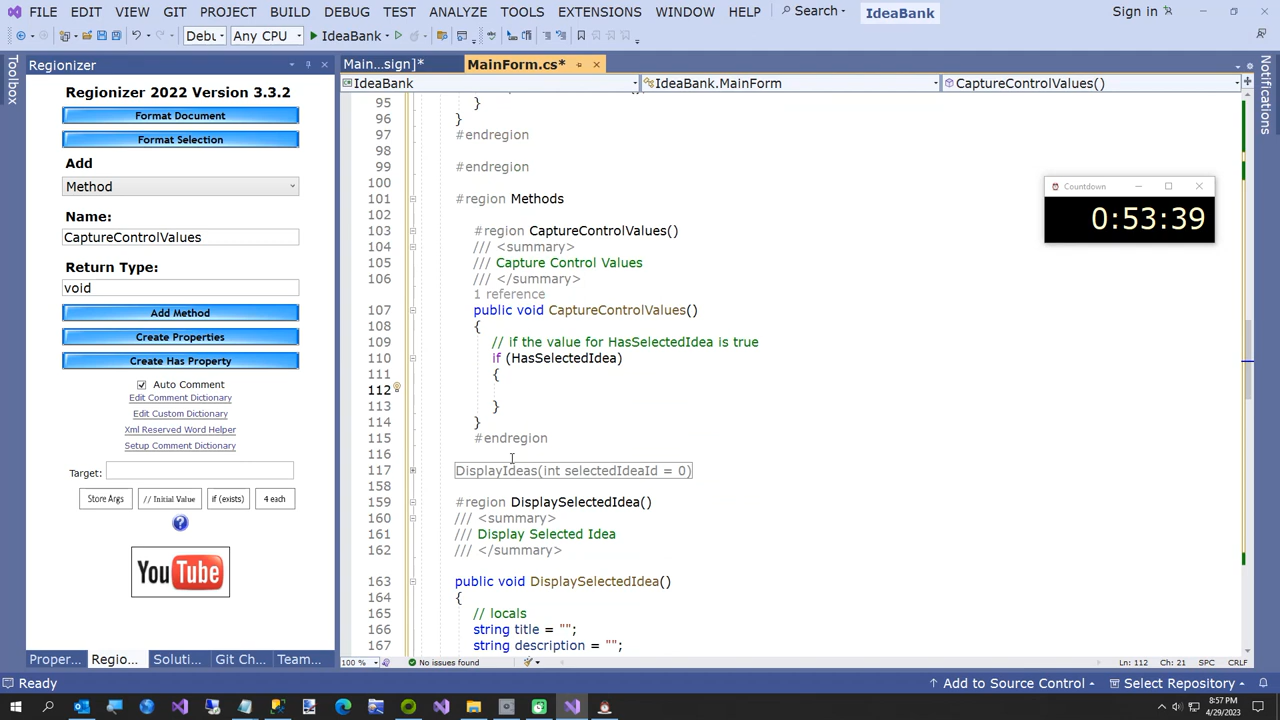 FILE EDIT VIEW GIT PROJECT BUILD DEBUG TEST ANALYZE TOOLS EXTENSIONS WINDOW HELP Search IdeaBank Sign in
Debu Any CPU IdeaBank
Toolbox
Regionizer
Regionizer 2022 Version 3.3.2
Format Document
Format Selection
Add
Method
Name:
CaptureControlValues
Return Type:
void
Add Method
Create Properties
Create Has Property
Auto Comment
Edit Comment Dictionary
Edit Custom Dictionary
Xml Reserved Word Helper
Setup Comment Dictionary
Target:
Store Args // Initial Value if (exists) 4 each
?
YouTube
Proper... Regio... Soluti... Git Ch... Team...
Main...sign]* MainForm.cs*
IdeaBank IdeaBank.MainForm CaptureControlValues()
95 }
96 }
97 #endregion
98
99 #endregion
100
101 #region Methods
102
103 #region CaptureControlValues()
104 /// <summary>
105 /// Capture Control Values
106 /// </summary>
1 reference
107 public void CaptureControlValues()
108 {
109 // if the value for HasSelectedIdea is true
110 if (HasSelectedIdea)
111 {
112
113 }
114 }
115 #endregion
116
117 DisplayIdeas(int selectedIdeaId = 0)
158
159 #region DisplaySelectedIdea()
160 /// <summary>
161 /// Display Selected Idea
162 /// </summary>
163 public void DisplaySelectedIdea()
164 {
165 // locals
166 string title = "";
167 string description = "";
100 % No issues found Ln: 112 Ch: 21 SPC CRLF
Notifications
Countdown
0:53:39
Ready Add to Source Control Select Repository
8:57 PM
4/29/2023